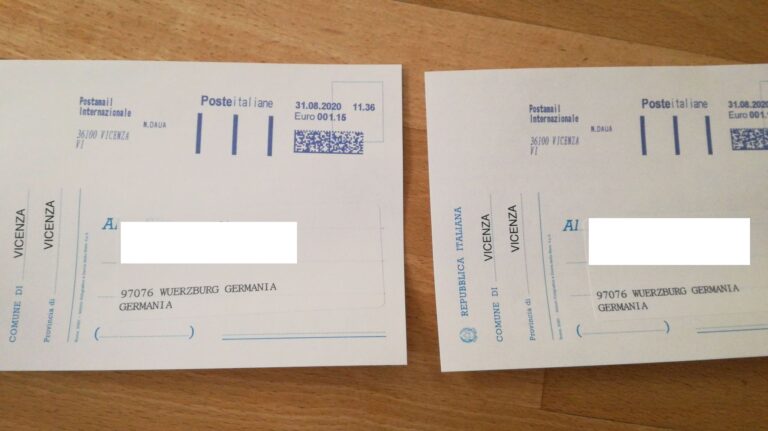 Postamail
Internazionale
N.DAUA
36100 VICENZA
VI
Posteitaliane
31.08.2020 11.36
Euro 001.15
COMUNE DI VICENZA
Provincia di VICENZA
Al
97076 WUERZBURG GERMANIA
GERMANIA
( )
Postamail
Internazionale
N.DAUA
36100 VICENZA
VI
Posteitaliane
31.08.2020
Euro 001.15
REPUBBLICA ITALIANA
COMUNE DI VICENZA
Provincia di VICENZA
Al
97076 WUERZBURG GERMANIA
GERMANIA
( )